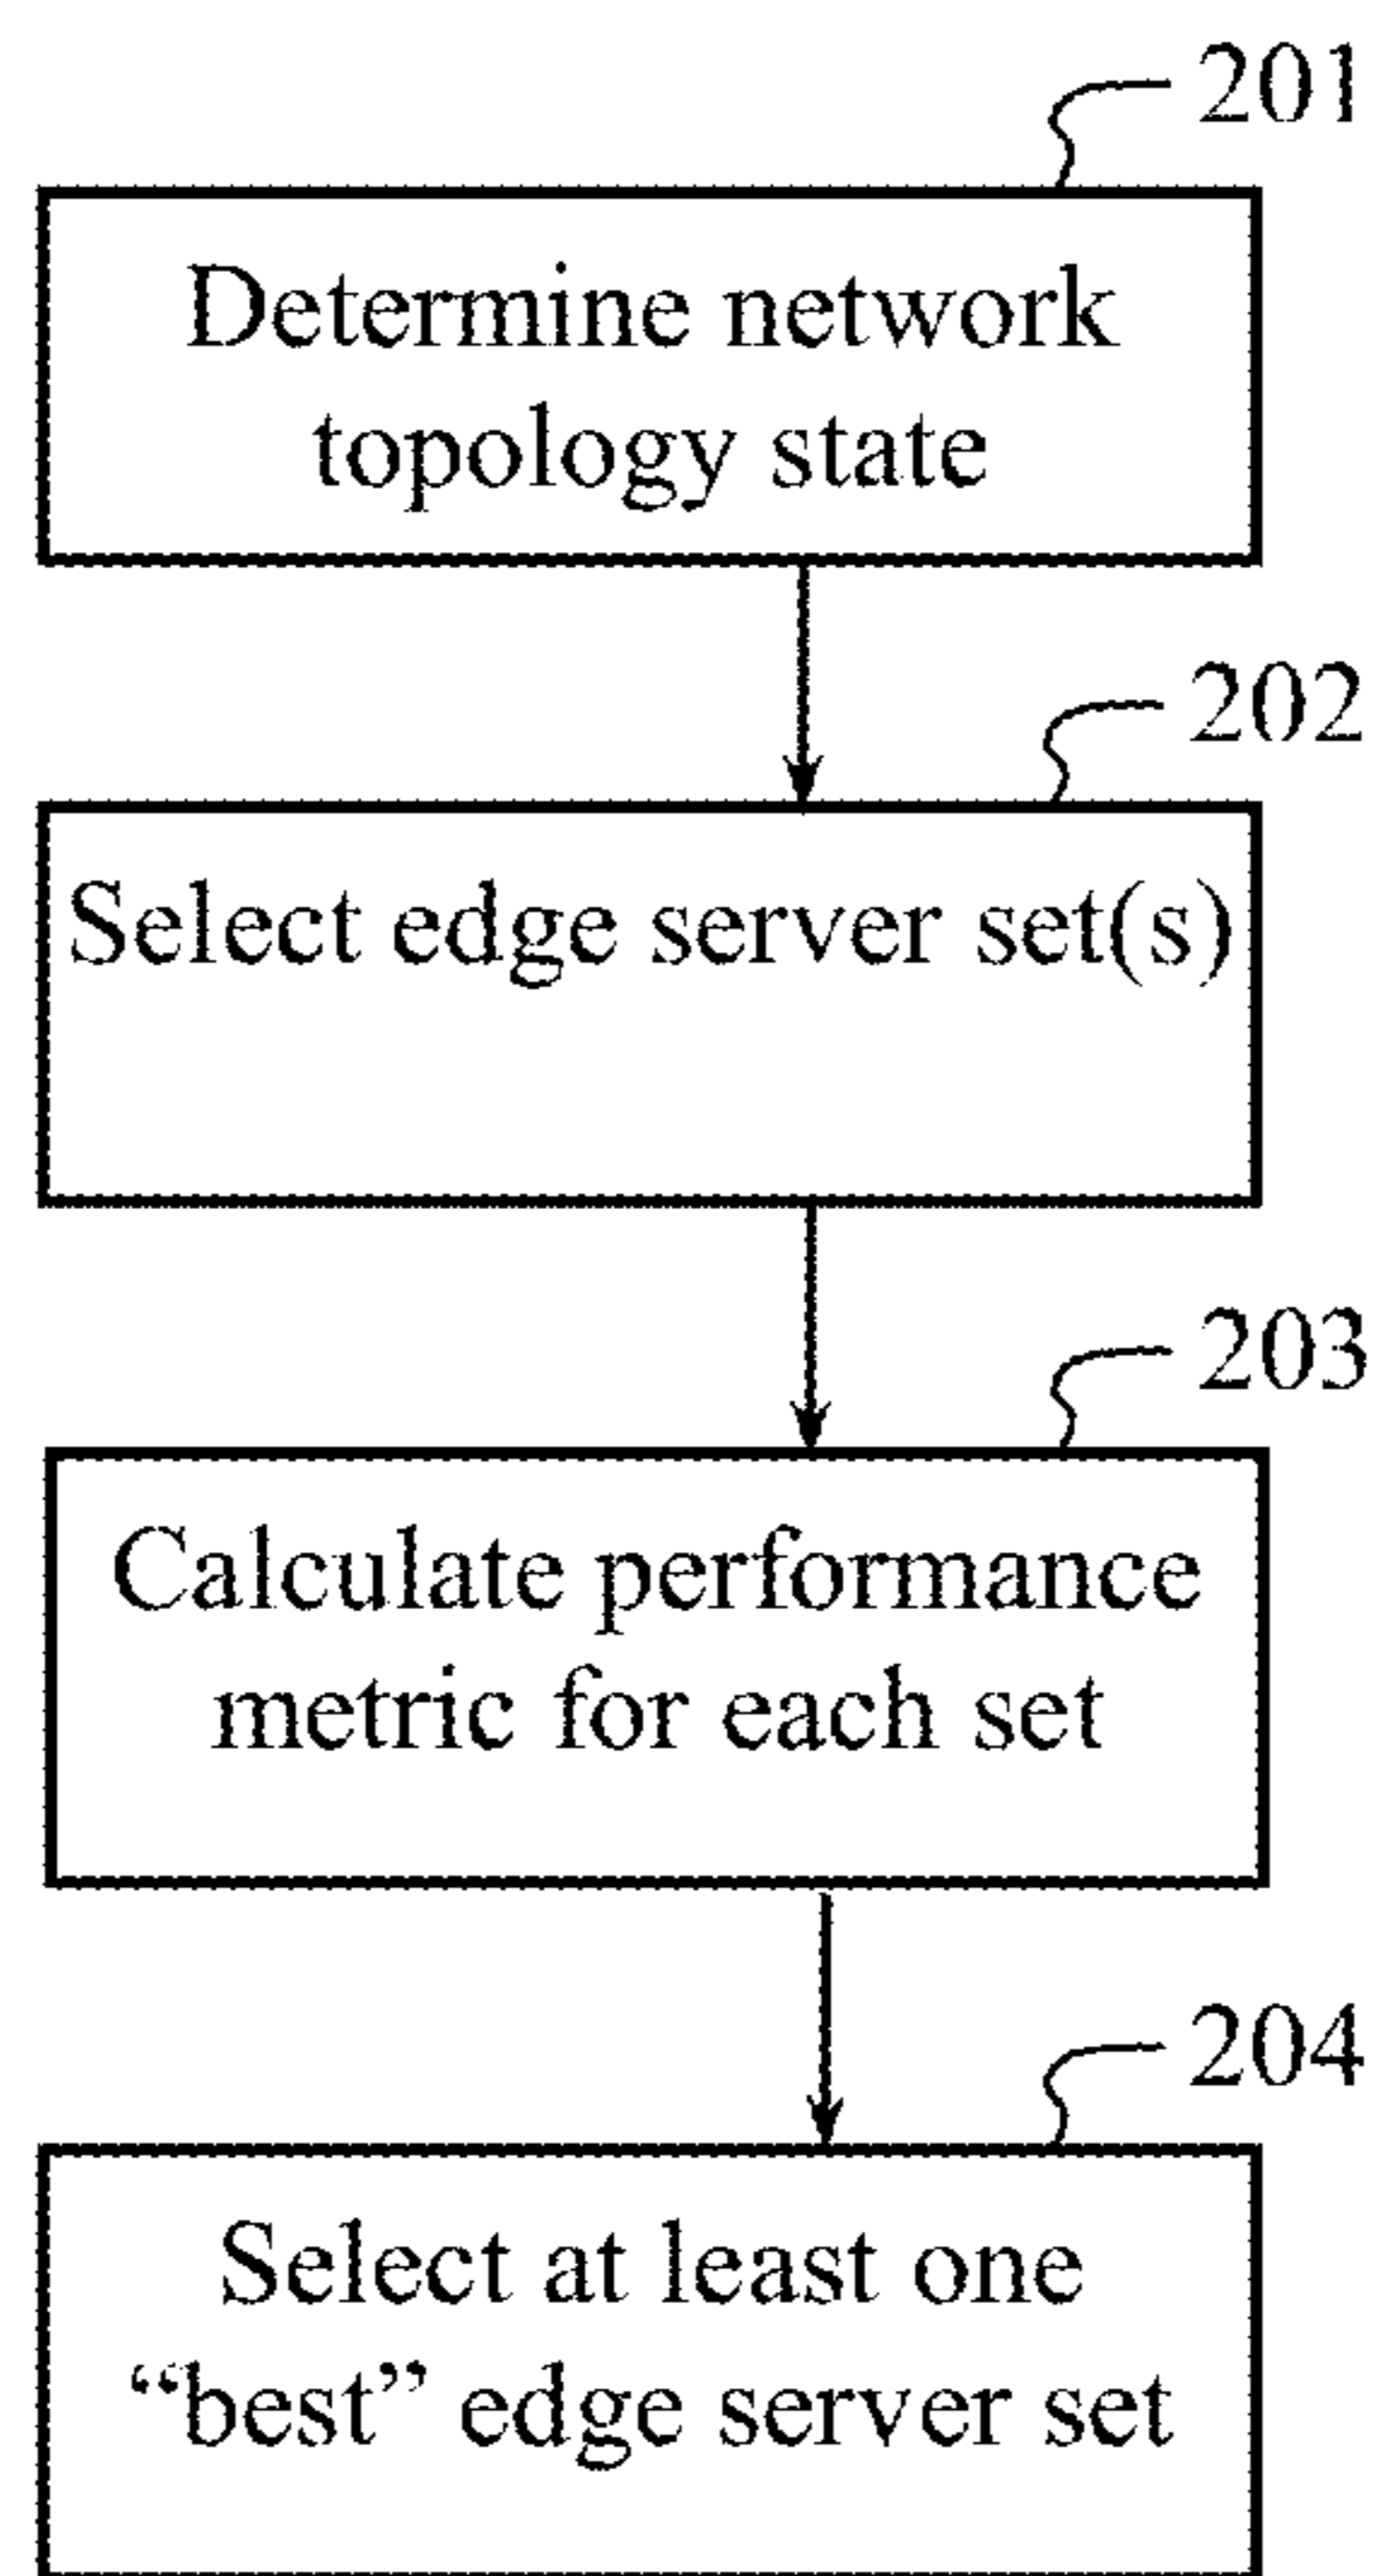 201
Determine network
topology state
202
Select edge server set(s)
203
Calculate performance
metric for each set
204
Select at least one
“best” edge server set